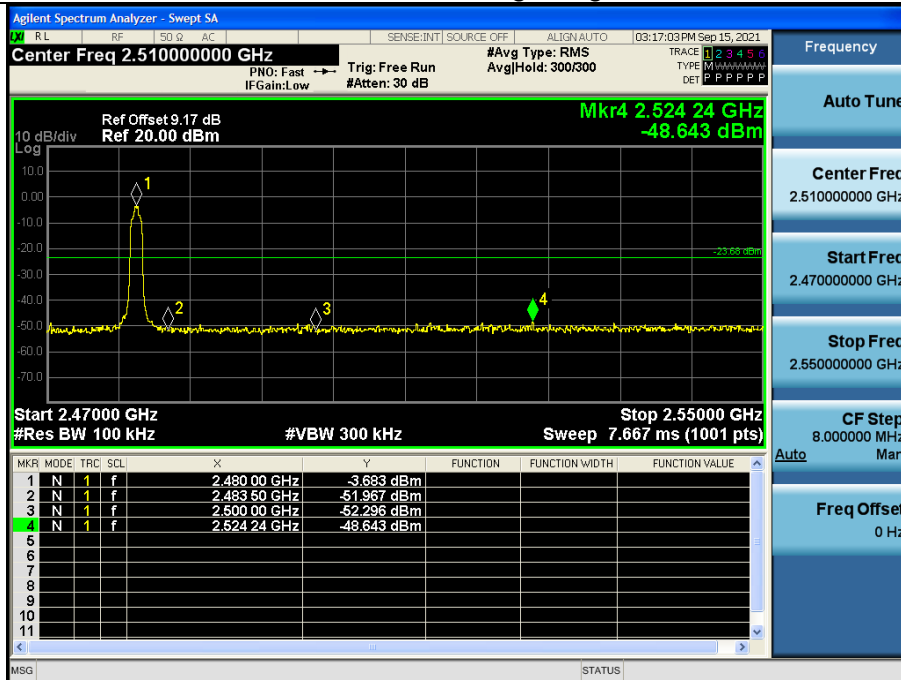 Agilent Spectrum Analyzer - Swept SA
LXI RL RF 50 Ω AC SENSE:INT SOURCE OFF ALIGN AUTO 03:17:03 PM Sep 15, 2021
Center Freq 2.510000000 GHz
PNO: Fast
IFGain:Low
Trig: Free Run
#Atten: 30 dB
#Avg Type: RMS
Avg|Hold: 300/300
TRACE 1 2 3 4 5 6
TYPE M WWWWW
DET P P P P P P
Mkr4 2.524 24 GHz
-48.643 dBm
Ref Offset 9.17 dB
10 dB/div Ref 20.00 dBm
Log
10.0
0.00
-10.0
-20.0
-30.0
-40.0
-50.0
-60.0
-70.0
1
2
3
4
-23.68 dBm
Start 2.47000 GHz Stop 2.55000 GHz
#Res BW 100 kHz #VBW 300 kHz Sweep 7.667 ms (1001 pts)
MKR MODE TRC SCL X Y FUNCTION FUNCTION WIDTH FUNCTION VALUE
1 N 1 f 2.480 00 GHz -3.683 dBm
2 N 1 f 2.483 50 GHz -51.967 dBm
3 N 1 f 2.500 00 GHz -52.296 dBm
4 N 1 f 2.524 24 GHz -48.643 dBm
5
6
7
8
9
10
11
MSG STATUS
Frequency
Auto Tune
Center Freq
2.510000000 GHz
Start Freq
2.470000000 GHz
Stop Freq
2.550000000 GHz
CF Step
8.000000 MHz
Auto Man
Freq Offset
0 Hz